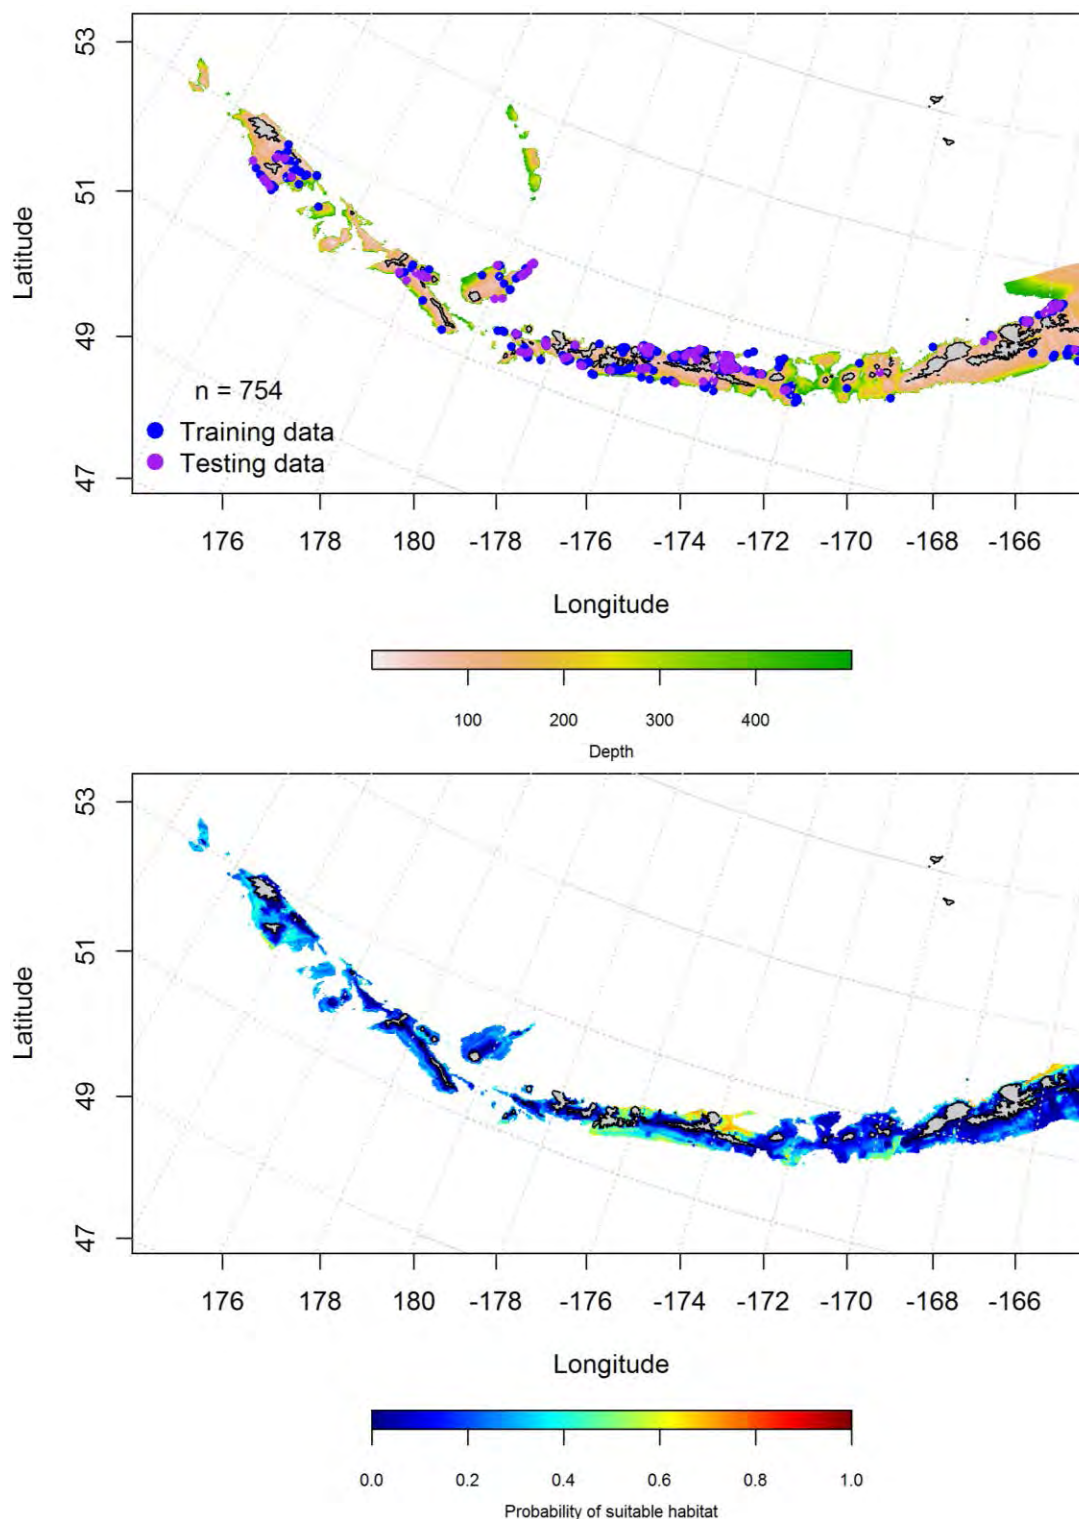 53
51
49
47
Latitude
n = 754
Training data
Testing data
176 178 180 -178 -176 -174 -172 -170 -168 -166
Longitude
100 200 300 400
Depth
53
51
49
47
Latitude
176 178 180 -178 -176 -174 -172 -170 -168 -166
Longitude
0.0 0.2 0.4 0.6 0.8 1.0
Probability of suitable habitat